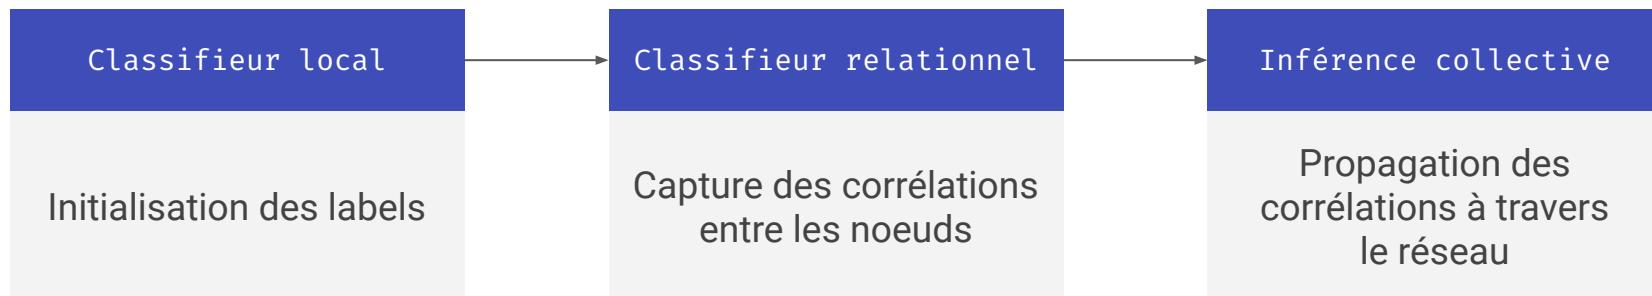 Classifieur local
Classifieur relationnel
Inférence collective
Initialisation des labels
Capture des corrélations
entre les noeuds
Propagation des
corrélations à travers
le réseau